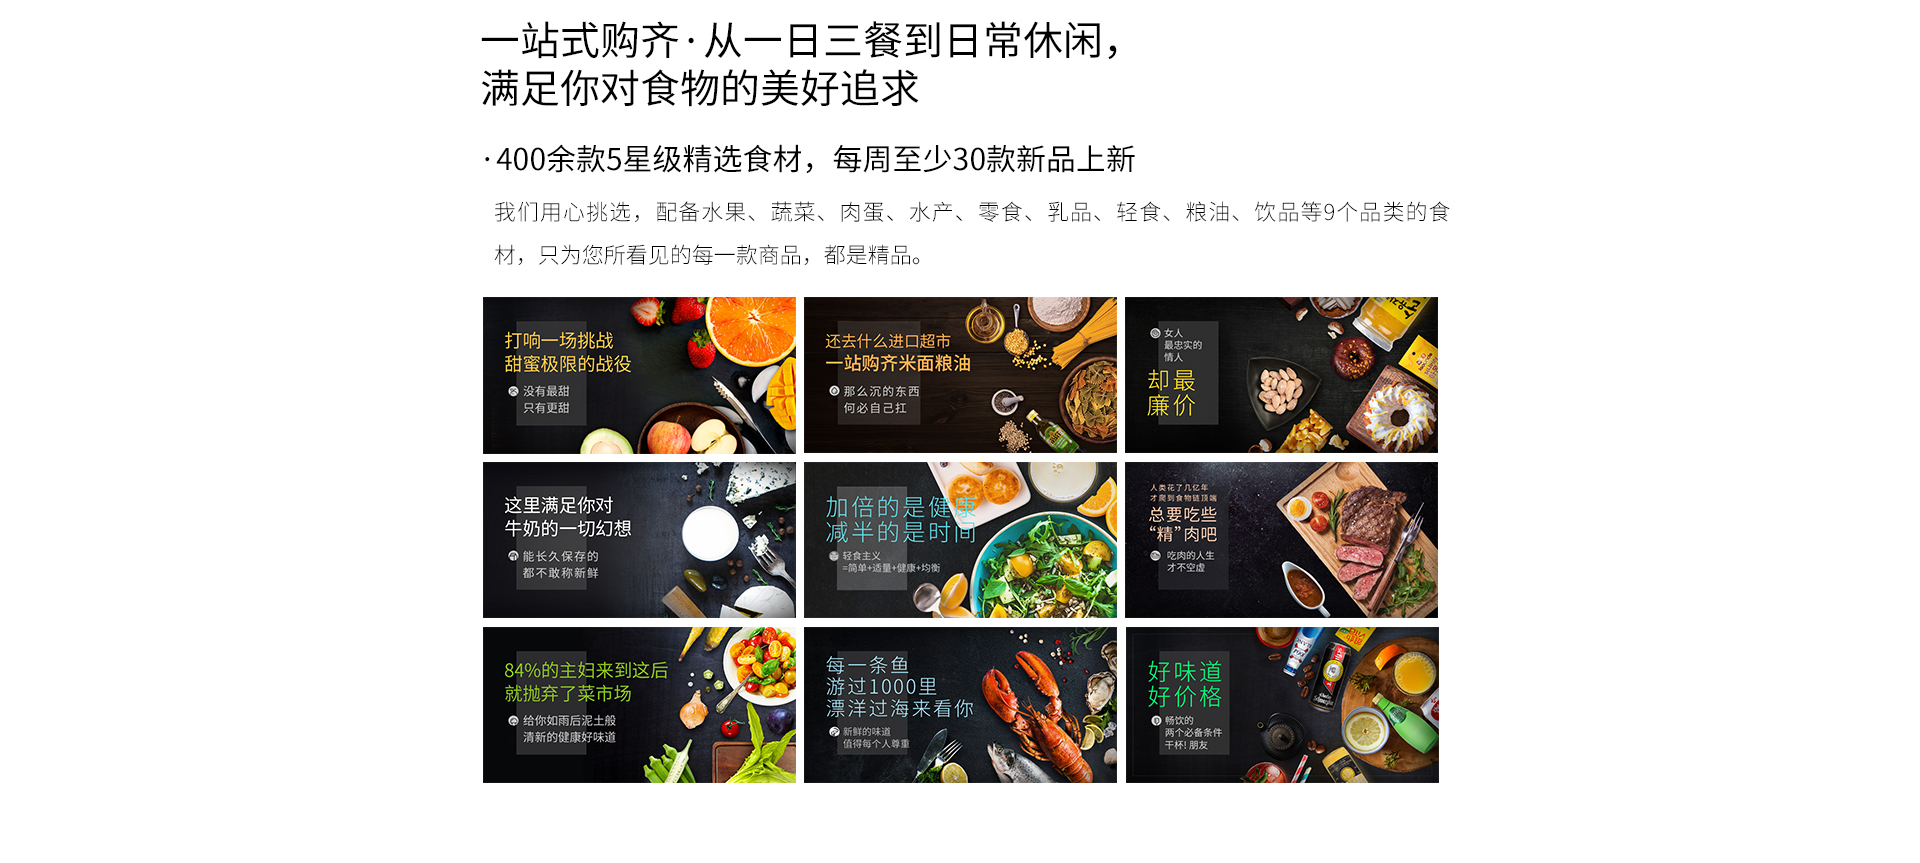 一站式购齐·从一日三餐到日常休闲，
满足你对食物的美好追求
·400余款5星级精选食材，每周至少30款新品上新
我们用心挑选，配备水果、蔬菜、肉蛋、水产、零食、乳品、轻食、粮油、饮品等9个品类的食
材，只为您所看见的每一款商品，都是精品。
打响一场挑战
甜蜜极限的战役
没有最甜
只有更甜
还去什么进口超市
一站购齐米面粮油
那么沉的东西
何必自己扛
女人
最忠实的
情人
却最
廉价
这里满足你对
牛奶的一切幻想
能长久保存的
都不敢称新鲜
加倍的是健康
减半的是时间
轻食主义
=简单+适量+健康+均衡
人类花了几亿年
才爬到食物链顶端
总要吃些
“精”肉吧
吃肉的人生
才不空虚
84%的主妇来到这后
就抛弃了菜市场
给你如雨后泥土般
清新的健康好味道
每一条鱼
游过1000里
漂洋过海来看你
新鲜的味道
值得每个人尊重
好味道
好价格
畅饮的
两个必备条件
干杯! 朋友